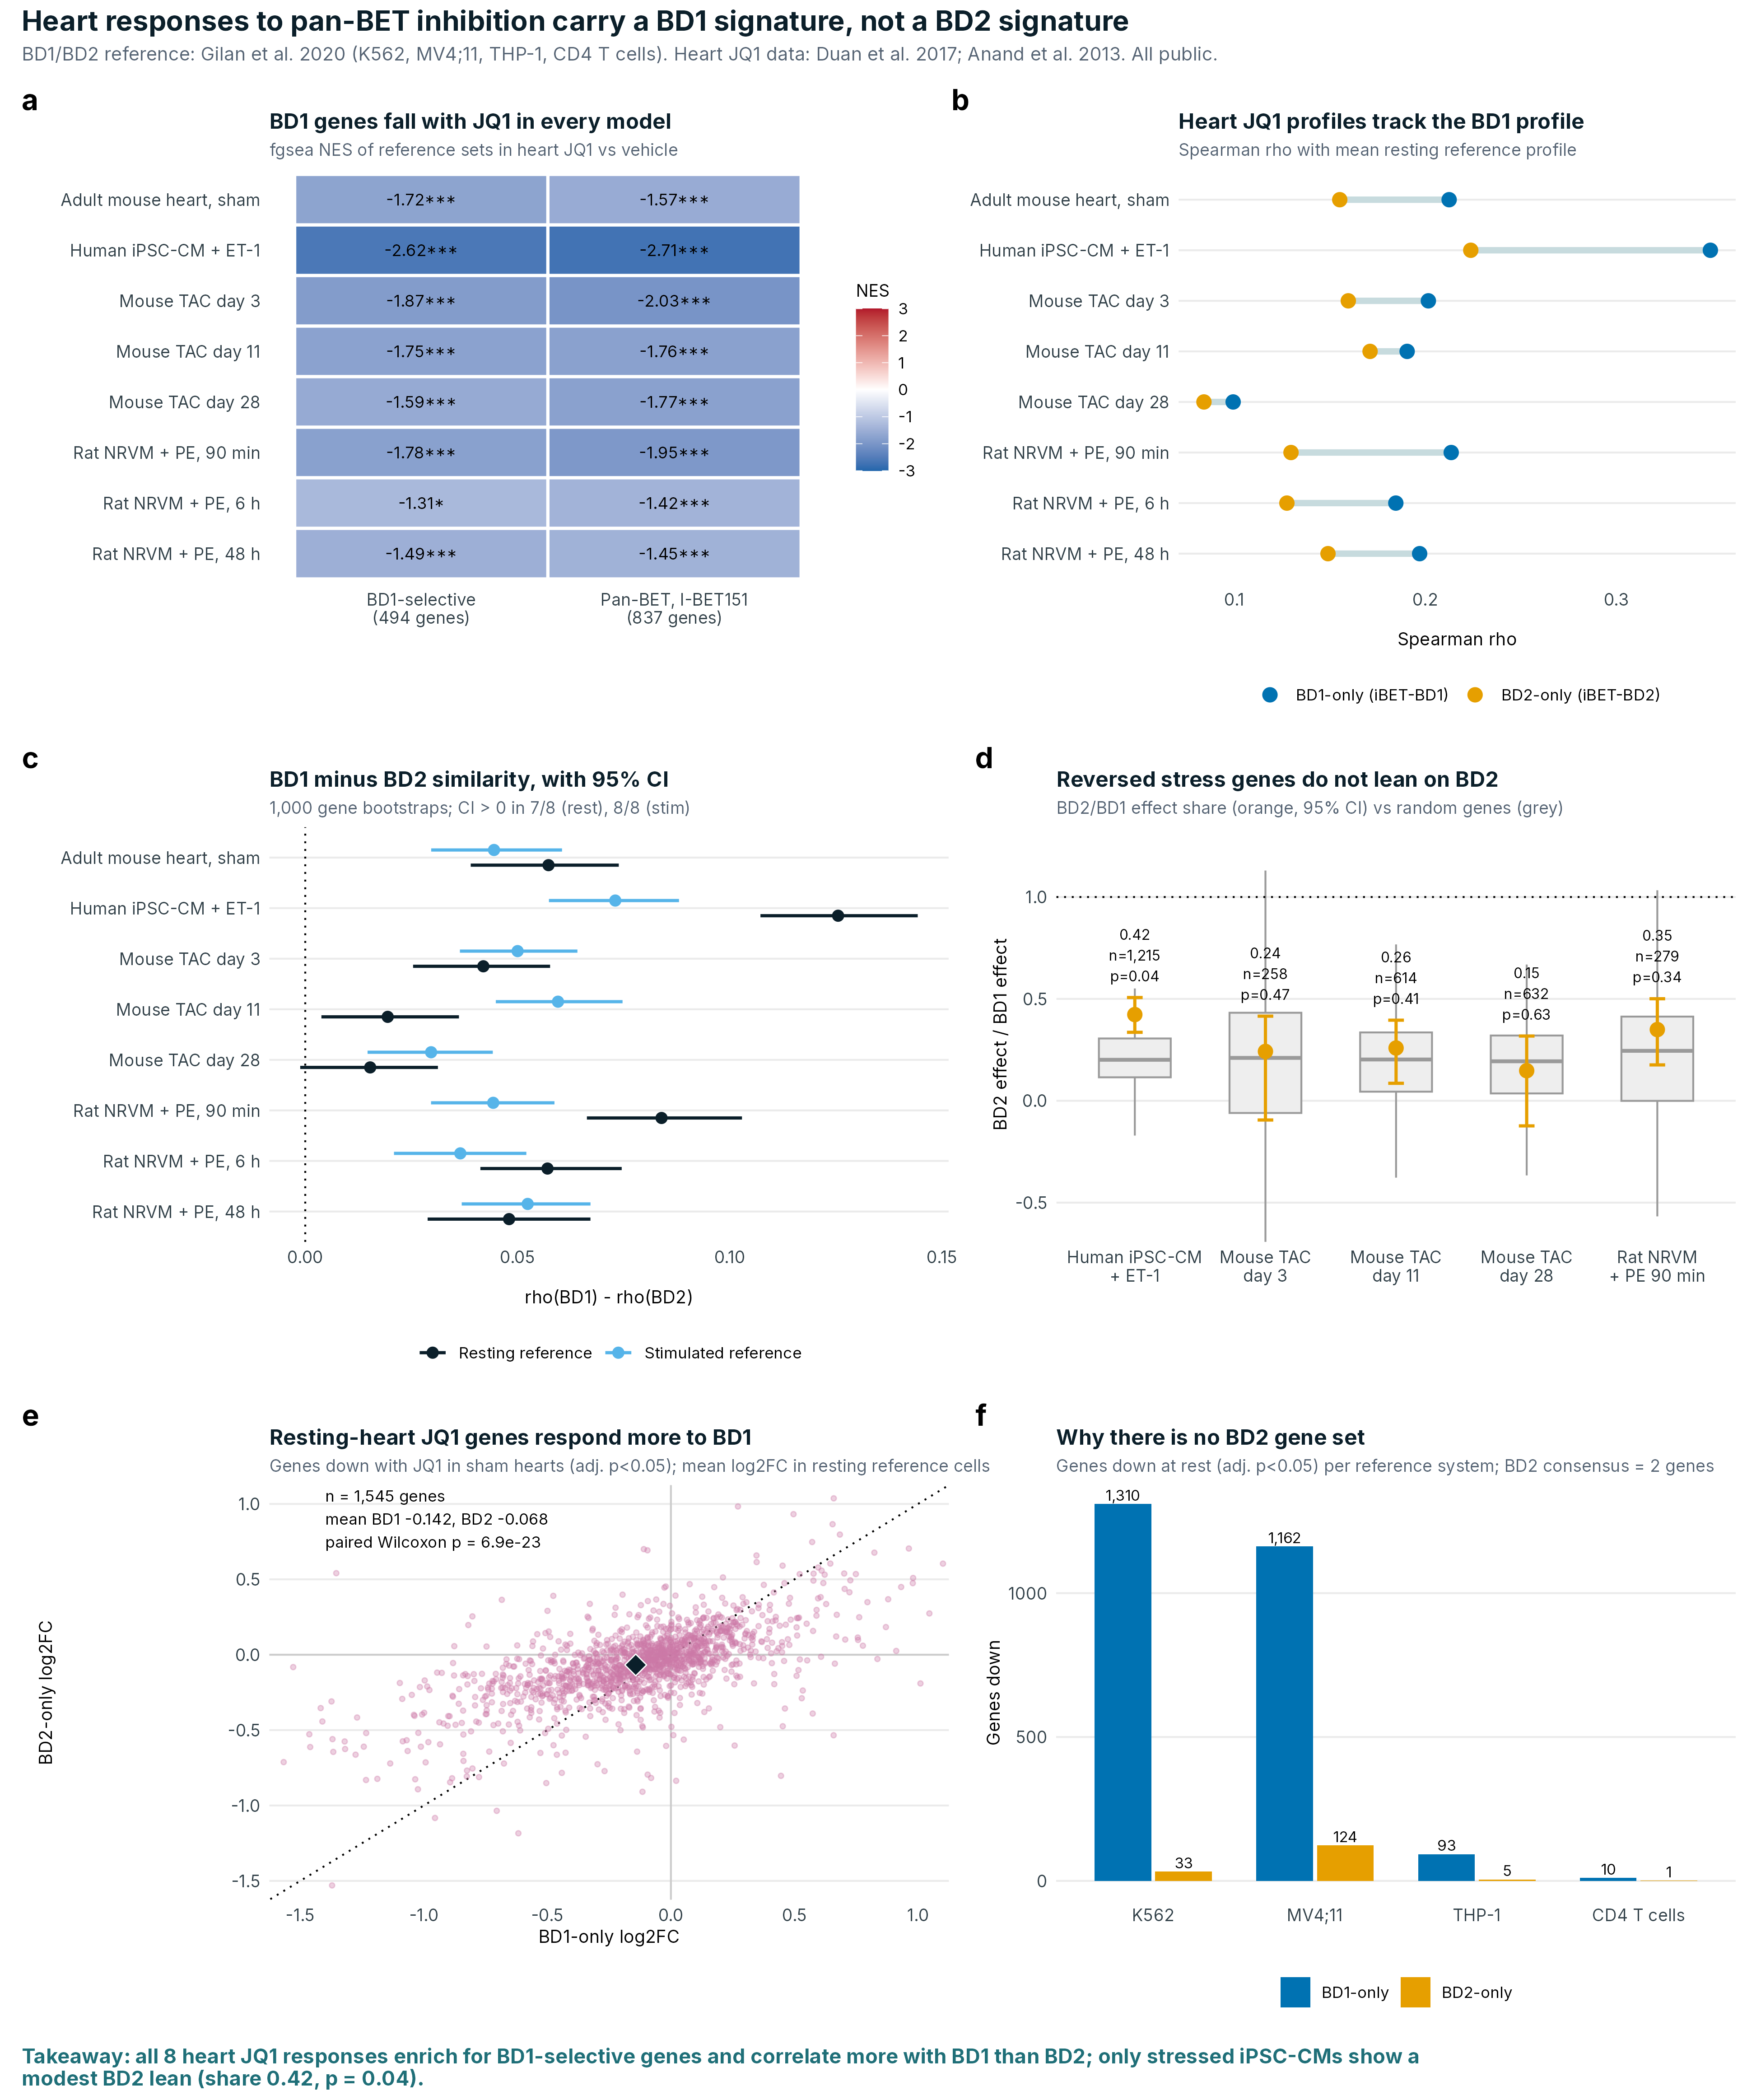 Heart responses to pan-BET inhibition carry a BD1 signature, not a BD2 signature
BD1/BD2 reference: Gilan et al. 2020 (K562, MV4;11, THP-1, CD4 T cells). Heart JQ1 data: Duan et al. 2017; Anand et al. 2013. All public.
a
BD1 genes fall with JQ1 in every model
fgsea NES of reference sets in heart JQ1 vs vehicle
Adult mouse heart, sham
-1.72***
-1.57***
Human iPSC-CM + ET-1
-2.62***
-2.71***
Mouse TAC day 3
-1.87***
-2.03***
Mouse TAC day 11
-1.75***
-1.76***
Mouse TAC day 28
-1.59***
-1.77***
Rat NRVM + PE, 90 min
-1.78***
-1.95***
Rat NRVM + PE, 6 h
-1.31*
-1.42***
Rat NRVM + PE, 48 h
-1.49***
-1.45***
BD1-selective
(494 genes)
Pan-BET, I-BET151
(837 genes)
NES
3
2
1
0
-1
-2
-3
b
Heart JQ1 profiles track the BD1 profile
Spearman rho with mean resting reference profile
Adult mouse heart, sham
Human iPSC-CM + ET-1
Mouse TAC day 3
Mouse TAC day 11
Mouse TAC day 28
Rat NRVM + PE, 90 min
Rat NRVM + PE, 6 h
Rat NRVM + PE, 48 h
0.1
0.2
0.3
Spearman rho
BD1-only (iBET-BD1)
BD2-only (iBET-BD2)
c
BD1 minus BD2 similarity, with 95% CI
1,000 gene bootstraps; CI > 0 in 7/8 (rest), 8/8 (stim)
Adult mouse heart, sham
Human iPSC-CM + ET-1
Mouse TAC day 3
Mouse TAC day 11
Mouse TAC day 28
Rat NRVM + PE, 90 min
Rat NRVM + PE, 6 h
Rat NRVM + PE, 48 h
0.00
0.05
0.10
0.15
rho(BD1) - rho(BD2)
Resting reference
Stimulated reference
d
Reversed stress genes do not lean on BD2
BD2/BD1 effect share (orange, 95% CI) vs random genes (grey)
BD2 effect / BD1 effect
1.0
0.5
0.0
-0.5
0.42
n=1,215
p=0.04
0.24
n=258
p=0.47
0.26
n=614
p=0.41
0.15
n=632
p=0.63
0.35
n=279
p=0.34
Human iPSC-CM
+ ET-1
Mouse TAC
day 3
Mouse TAC
day 11
Mouse TAC
day 28
Rat NRVM
+ PE 90 min
e
Resting-heart JQ1 genes respond more to BD1
Genes down with JQ1 in sham hearts (adj. p<0.05); mean log2FC in resting reference cells
n = 1,545 genes
mean BD1 -0.142, BD2 -0.068
paired Wilcoxon p = 6.9e-23
BD2-only log2FC
1.0
0.5
0.0
-0.5
-1.0
-1.5
-1.5
-1.0
-0.5
0.0
0.5
1.0
BD1-only log2FC
f
Why there is no BD2 gene set
Genes down at rest (adj. p<0.05) per reference system; BD2 consensus = 2 genes
Genes down
1000
500
0
1,310
33
1,162
124
93
5
10
1
K562
MV4;11
THP-1
CD4 T cells
BD1-only
BD2-only
Takeaway: all 8 heart JQ1 responses enrich for BD1-selective genes and correlate more with BD1 than BD2; only stressed iPSC-CMs show a
modest BD2 lean (share 0.42, p = 0.04).